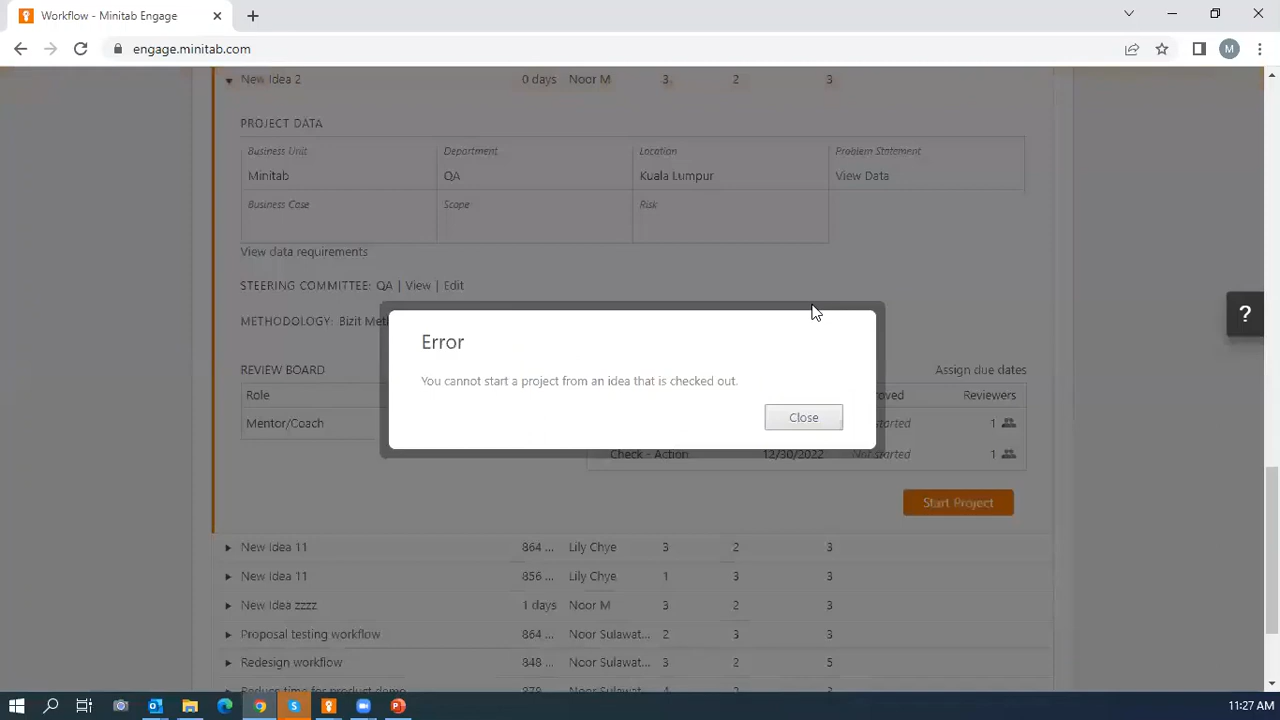 Workflow - Minitab Engage
engage.minitab.com
M
New Idea 2 0 days Noor M 3 2 3
PROJECT DATA
Business Unit Department Location Problem Statement
Minitab QA Kuala Lumpur View Data
Business Case Scope Risk
View data requirements
STEERING COMMITTEE: QA | View | Edit
METHODOLOGY: Bizit
Error
You cannot start a project from an idea that is checked out.
Close
REVIEW BOARD Assign due dates
Role Reviewers
Mentor/Coach 1
Check - Action: 12/30/2022 Not started 1
Start Project
New Idea 11 864 ... Lily Chye 3 2 3
New Idea 11 856 ... Lily Chye 1 3 3
New Idea zzzz 1 days Noor M 3 2 3
Proposal testing workflow 864 ... Noor Sulawat... 2 3 3
Redesign workflow 848 ... Noor Sulawat... 3 2 5
?
11:27 AM